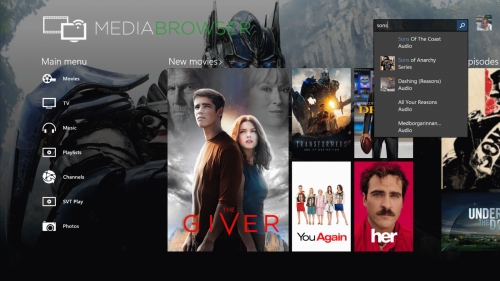 MEDIABROWSER
sons
Sons Of The Coast
Audio
Sons of Anarchy
Series
Dashing (Reasons)
Audio
All Your Reasons
Audio
Medborgarinnan...
Audio
Main menu
Movies
TV
Music
Playlists
Channels
SVT Play
Photos
New movies
episodes
THE
GIVER
TRANSFORMERS
You Again
her
UNDER
THE